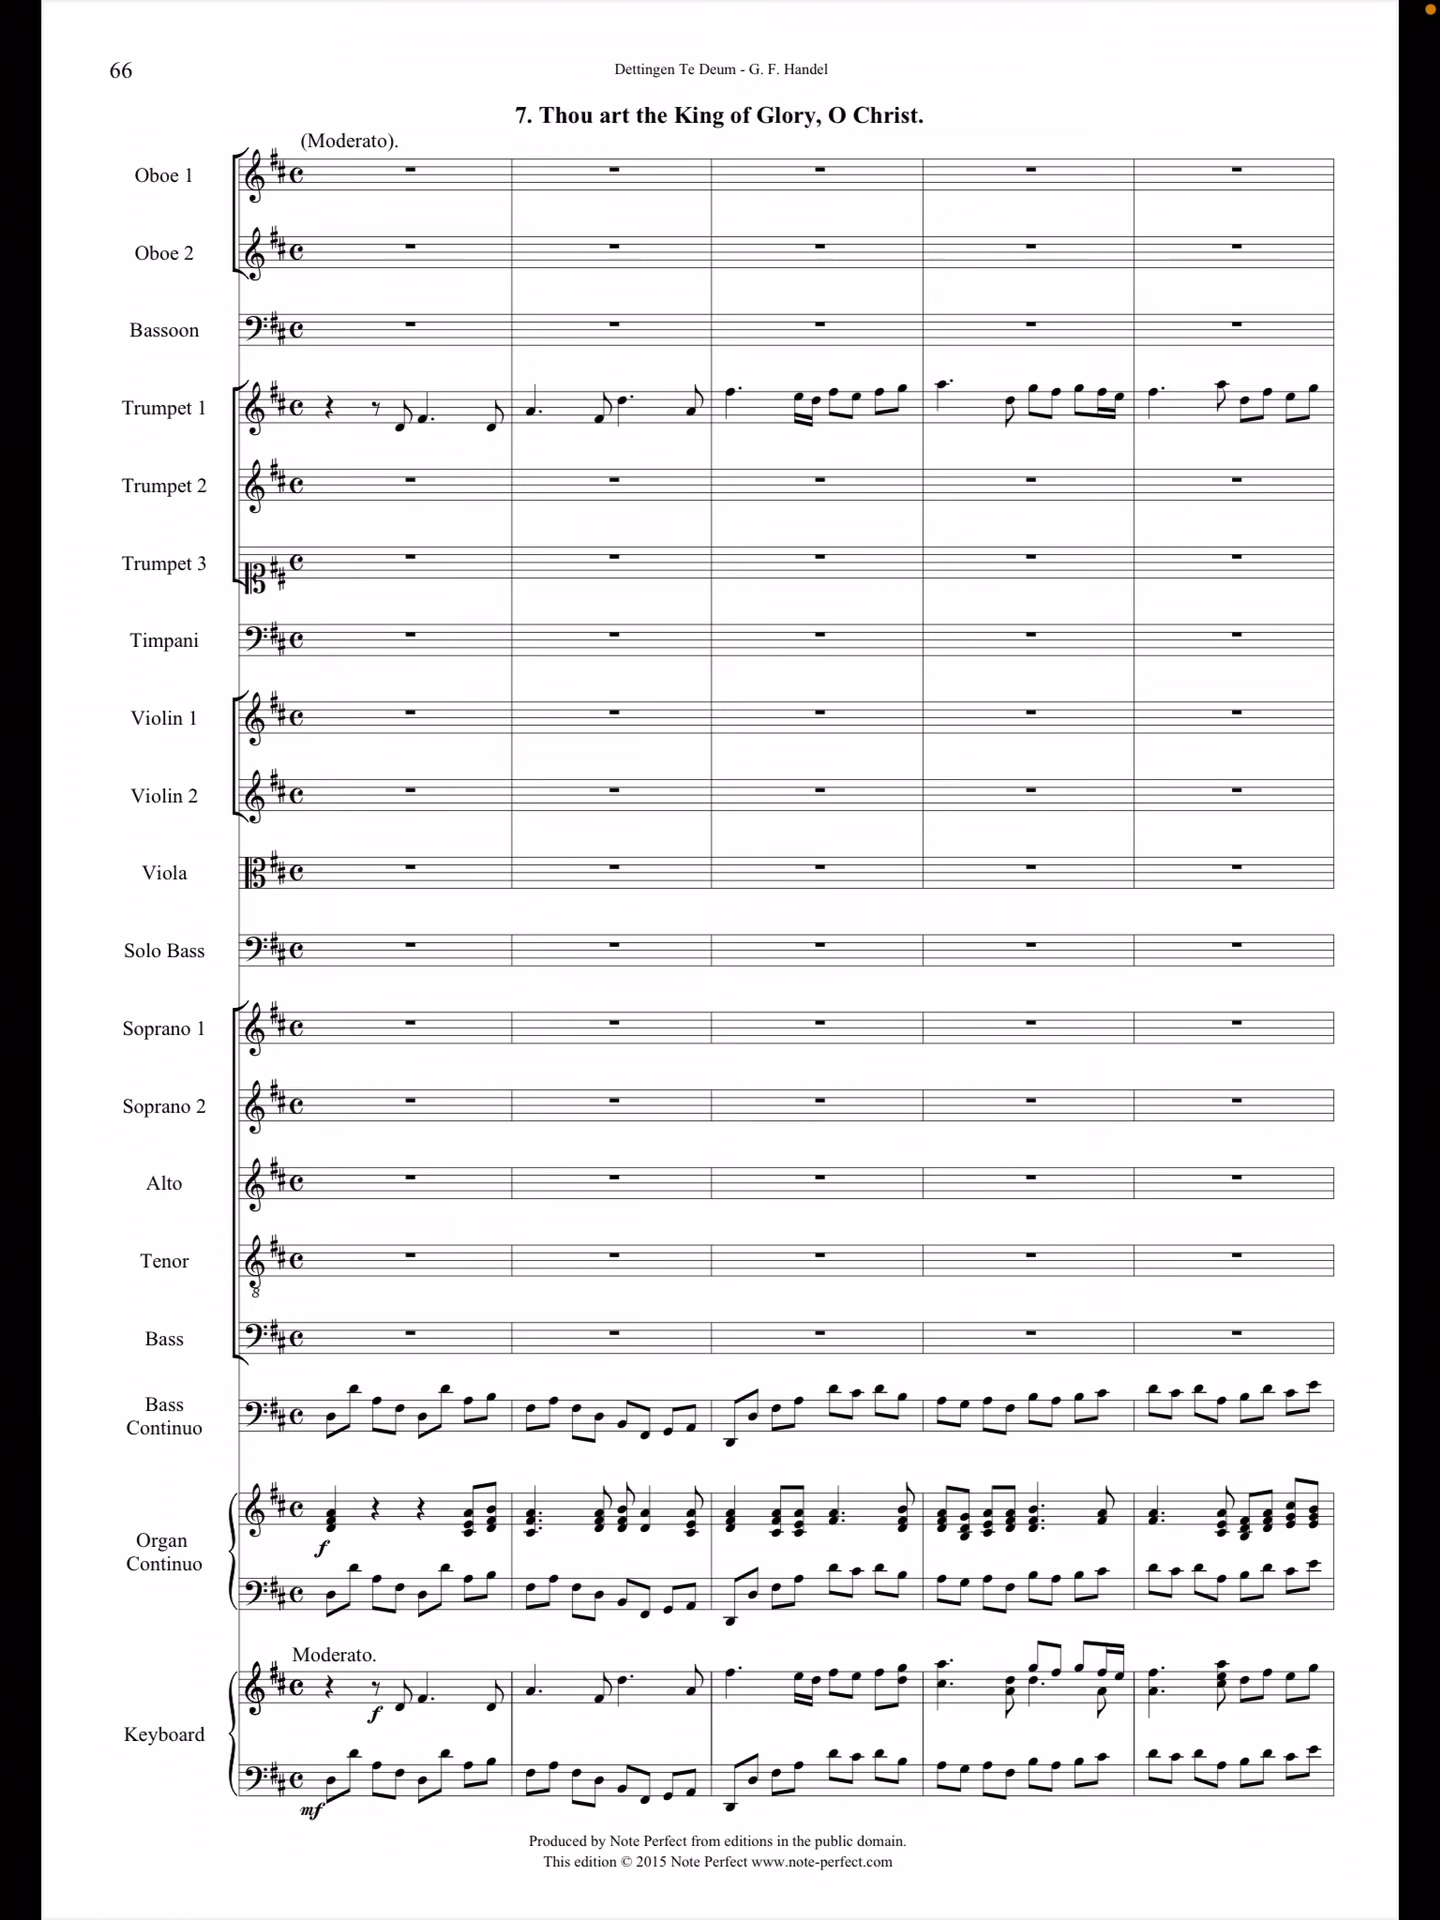 66
Dettingen Te Deum - G. F. Handel
7. Thou art the King of Glory, O Christ.
(Moderato).
Oboe 1
Oboe 2
Bassoon
Trumpet 1
Trumpet 2
Trumpet 3
Timpani
Violin 1
Violin 2
Viola
Solo Bass
Soprano 1
Soprano 2
Alto
Tenor
8
Bass
Bass
Continuo
Organ
Continuo
f
Moderato.
f
Keyboard
mf
Produced by Note Perfect from editions in the public domain.
This edition © 2015 Note Perfect www.note-perfect.com